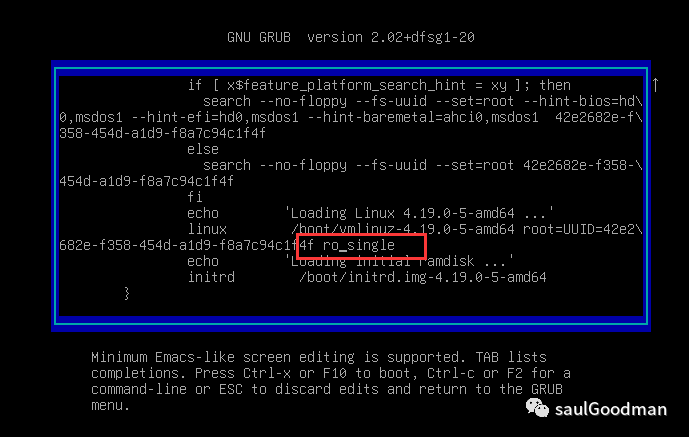 GNU GRUB  version 2.02+dfsg1-20
if [ x$feature_platform_search_hint = xy ]; then
search --no-floppy --fs-uuid --set=root --hint-bios=hd\
0,msdos1 --hint-efi=hd0,msdos1 --hint-baremetal=ahci0,msdos1  42e2682e-f\
358-454d-a1d9-f8a7c94c1f4f
else
search --no-floppy --fs-uuid --set=root 42e2682e-f358-\
454d-a1d9-f8a7c94c1f4f
fi
echo        'Loading Linux 4.19.0-5-amd64 ...'
linux        /boot/vmlinuz-4.19.0-5-amd64 root=UUID=42e2\
682e-f358-454d-a1d9-f8a7c94c1f4f ro_single
echo        'Loading initial ramdisk ...'
initrd        /boot/initrd.img-4.19.0-5-amd64
}
Minimum Emacs-like screen editing is supported. TAB lists
completions. Press Ctrl-x or F10 to boot, Ctrl-c or F2 for a
command-line or ESC to discard edits and return to the GRUB
menu.
saulGoodman